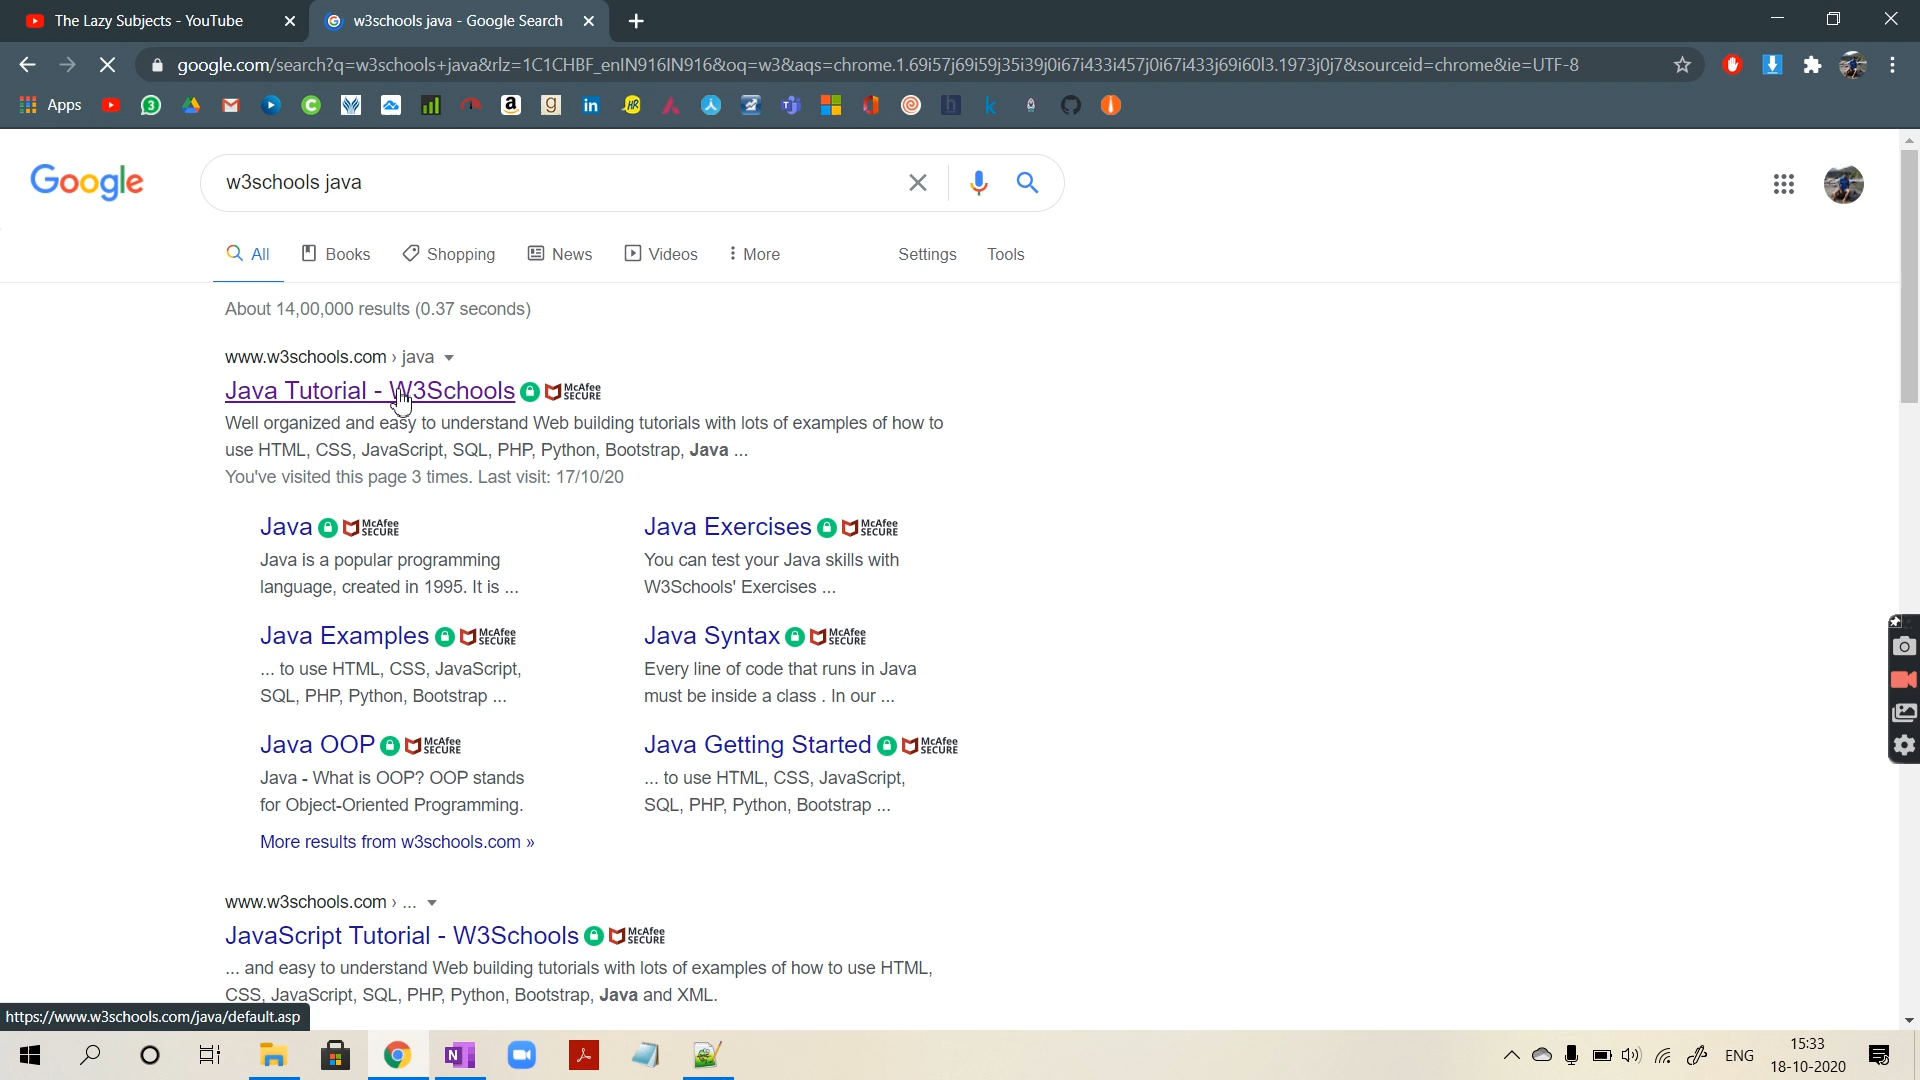 The Lazy Subjects - YouTube
w3schools java - Google Search
google.com/search?q=w3schools+java&rlz=1C1CHBF_enIN916IN916&oq=w3&aqs=chrome.1.69i57j69i59j35i39j0i67i433i457j0i67i433j69i60l3.1973j0j7&sourceid=chrome&ie=UTF-8
Apps
Google
w3schools java
All Books Shopping News Videos More Settings Tools
About 14,00,000 results (0.37 seconds)
www.w3schools.com › java
Java Tutorial - W3Schools McAfee SECURE
Well organized and easy to understand Web building tutorials with lots of examples of how to
use HTML, CSS, JavaScript, SQL, PHP, Python, Bootstrap, Java ...
You've visited this page 3 times. Last visit: 17/10/20
Java McAfee SECURE
Java is a popular programming
language, created in 1995. It is ...
Java Exercises McAfee SECURE
You can test your Java skills with
W3Schools' Exercises ...
Java Examples McAfee SECURE
... to use HTML, CSS, JavaScript,
SQL, PHP, Python, Bootstrap ...
Java Syntax McAfee SECURE
Every line of code that runs in Java
must be inside a class . In our ...
Java OOP McAfee SECURE
Java - What is OOP? OOP stands
for Object-Oriented Programming.
Java Getting Started McAfee SECURE
... to use HTML, CSS, JavaScript,
SQL, PHP, Python, Bootstrap ...
More results from w3schools.com »
www.w3schools.com › ...
JavaScript Tutorial - W3Schools McAfee SECURE
... and easy to understand Web building tutorials with lots of examples of how to use HTML,
CSS, JavaScript, SQL, PHP, Python, Bootstrap, Java and XML.
https://www.w3schools.com/java/default.asp
ENG
15:33
18-10-2020